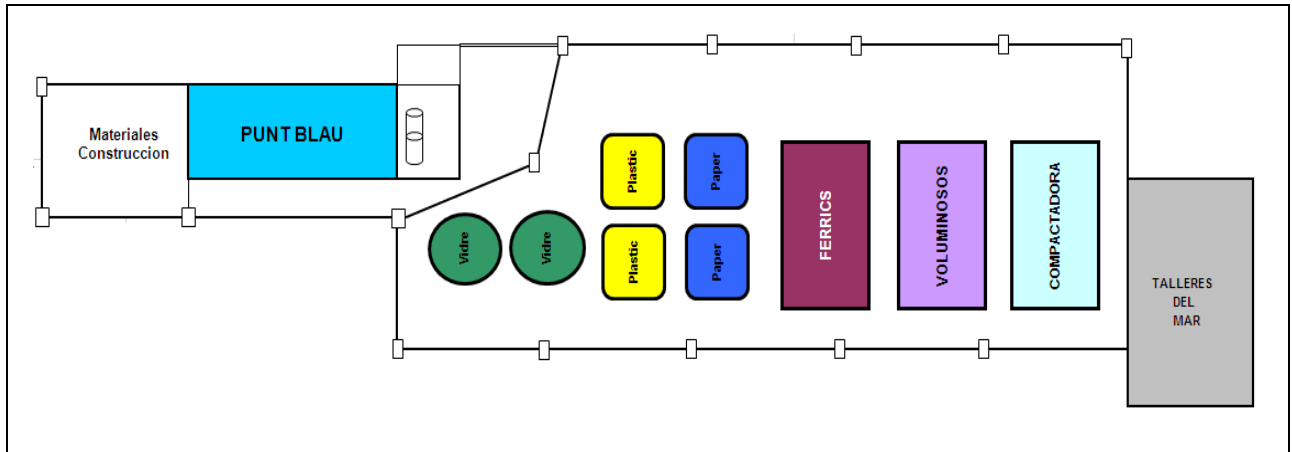 Materiales
Construccion
PUNT BLAU
Vidre
Vidre
Plastic
Paper
Plastic
Paper
FERRICS
VOLUMINOSOS
COMPACTADORA
TALLERES
DEL
MAR